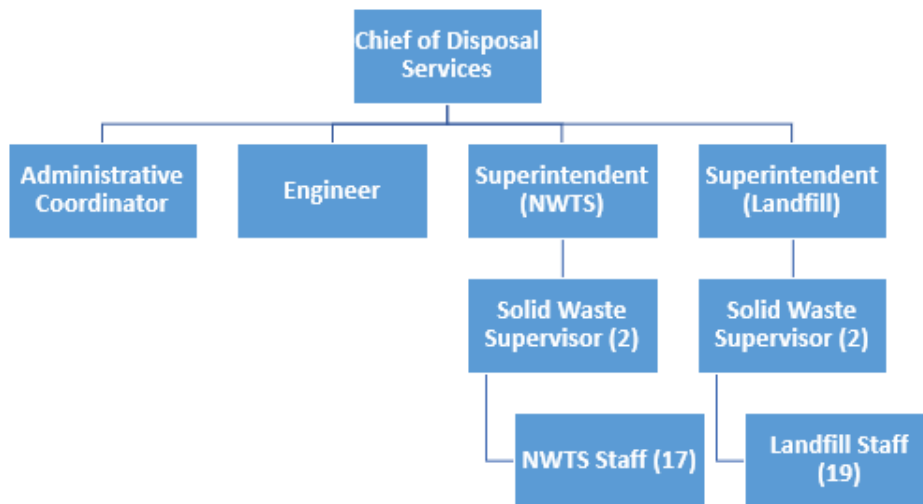 Chief of Disposal
Services
Administrative
Coordinator
Engineer
Superintendent
(NWTS)
Superintendent
(Landfill)
Solid Waste
Supervisor (2)
Solid Waste
Supervisor (2)
NWTS Staff (17)
Landfill Staff
(19)